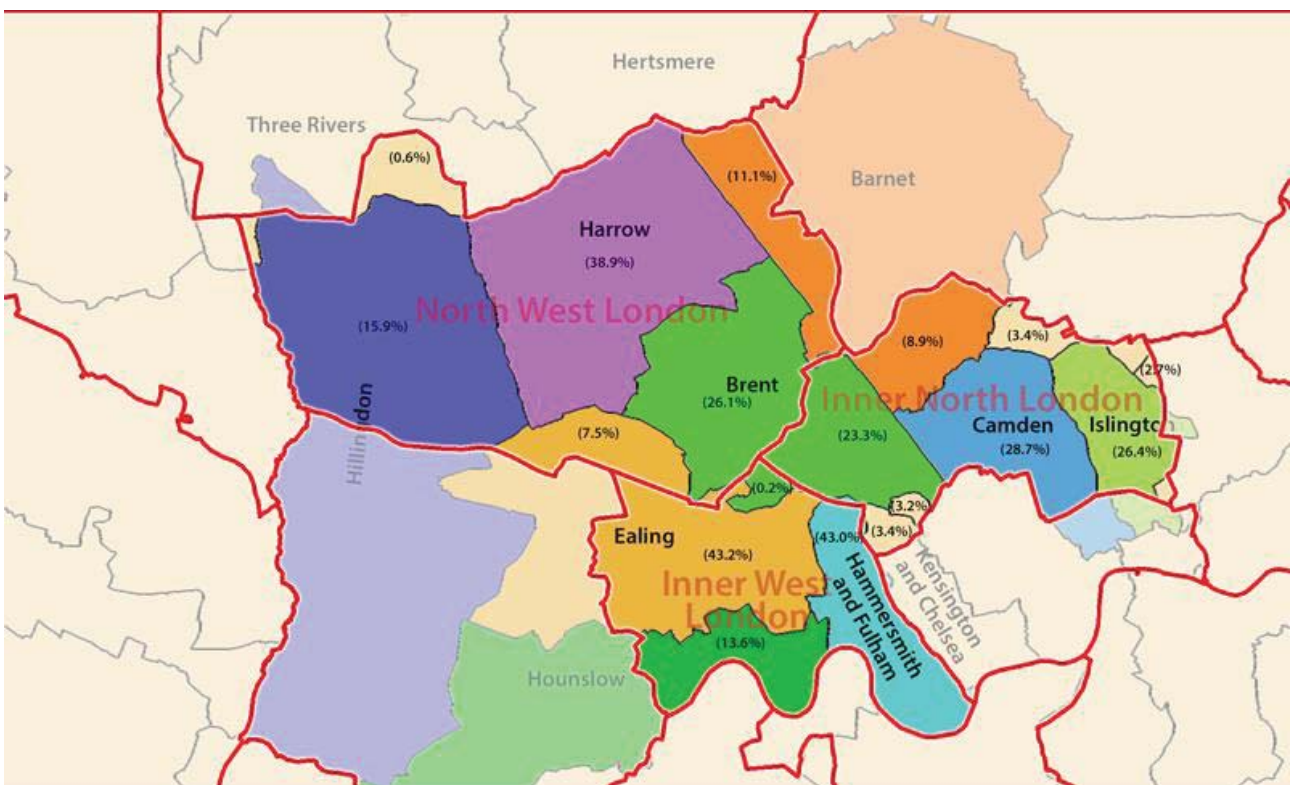 Hertsmere
Three Rivers
(0.6%)
(11.1%)
Barnet
Harrow
(38.9%)
North West London
(15.9%)
(8.9%)
(3.4%)
(2.7%)
Brent
(26.1%)
Inner North London
Camden
(28.7%)
Islington
(26.4%)
Hillingdon
(7.5%)
(23.3%)
(0.2%)
(3.2%)
(3.4%)
Ealing
(43.2%)
(43.0%)
Inner West
London
Hammersmith
and Fulham
Kensington
and Chelsea
(13.6%)
Hounslow